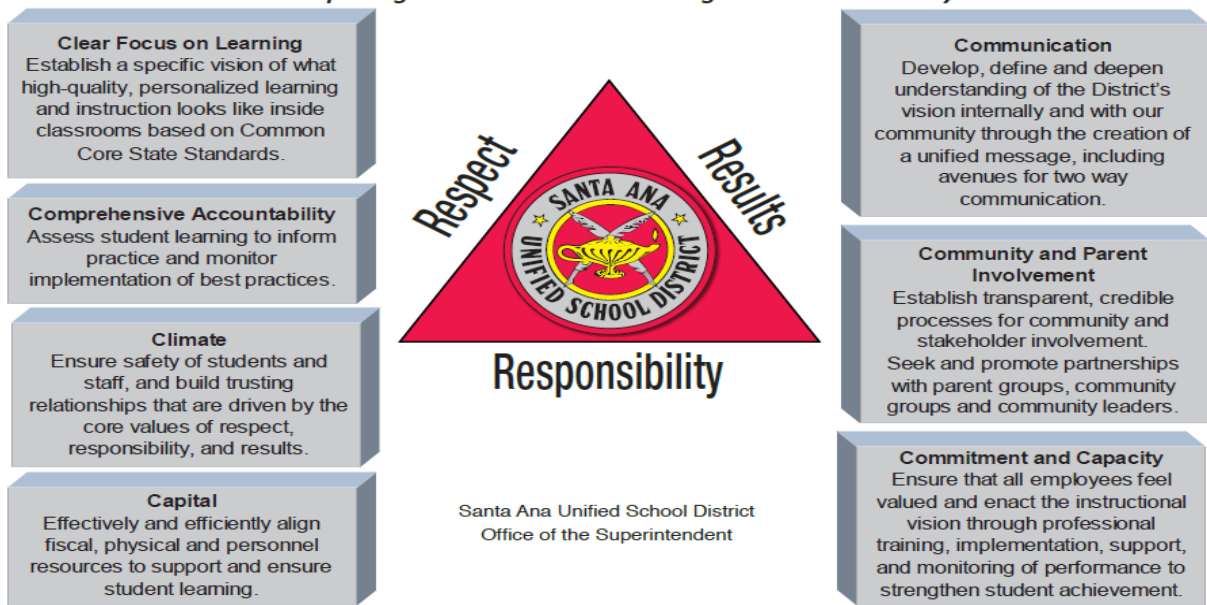 Clear Focus on Learning
Establish a specific vision of what
high-quality, personalized learning
and instruction looks like inside
classrooms based on Common
Core State Standards.
Comprehensive Accountability
Assess student learning to inform
practice and monitor
implementation of best practices.
Climate
Ensure safety of students and
staff, and build trusting
relationships that are driven by the
core values of respect,
responsibility, and results.
Capital
Effectively and efficiently align
fiscal, physical and personnel
resources to support and ensure
student learning.
Respect
Results
SANTA ANA
UNIFIED SCHOOL DISTRICT
Responsibility
Santa Ana Unified School District
Office of the Superintendent
Communication
Develop, define and deepen
understanding of the District's
vision internally and with our
community through the creation of
a unified message, including
avenues for two way
communication.
Community and Parent
Involvement
Establish transparent, credible
processes for community and
stakeholder involvement.
Seek and promote partnerships
with parent groups, community
groups and community leaders.
Commitment and Capacity
Ensure that all employees feel
valued and enact the instructional
vision through professional
training, implementation, support,
and monitoring of performance to
strengthen student achievement.